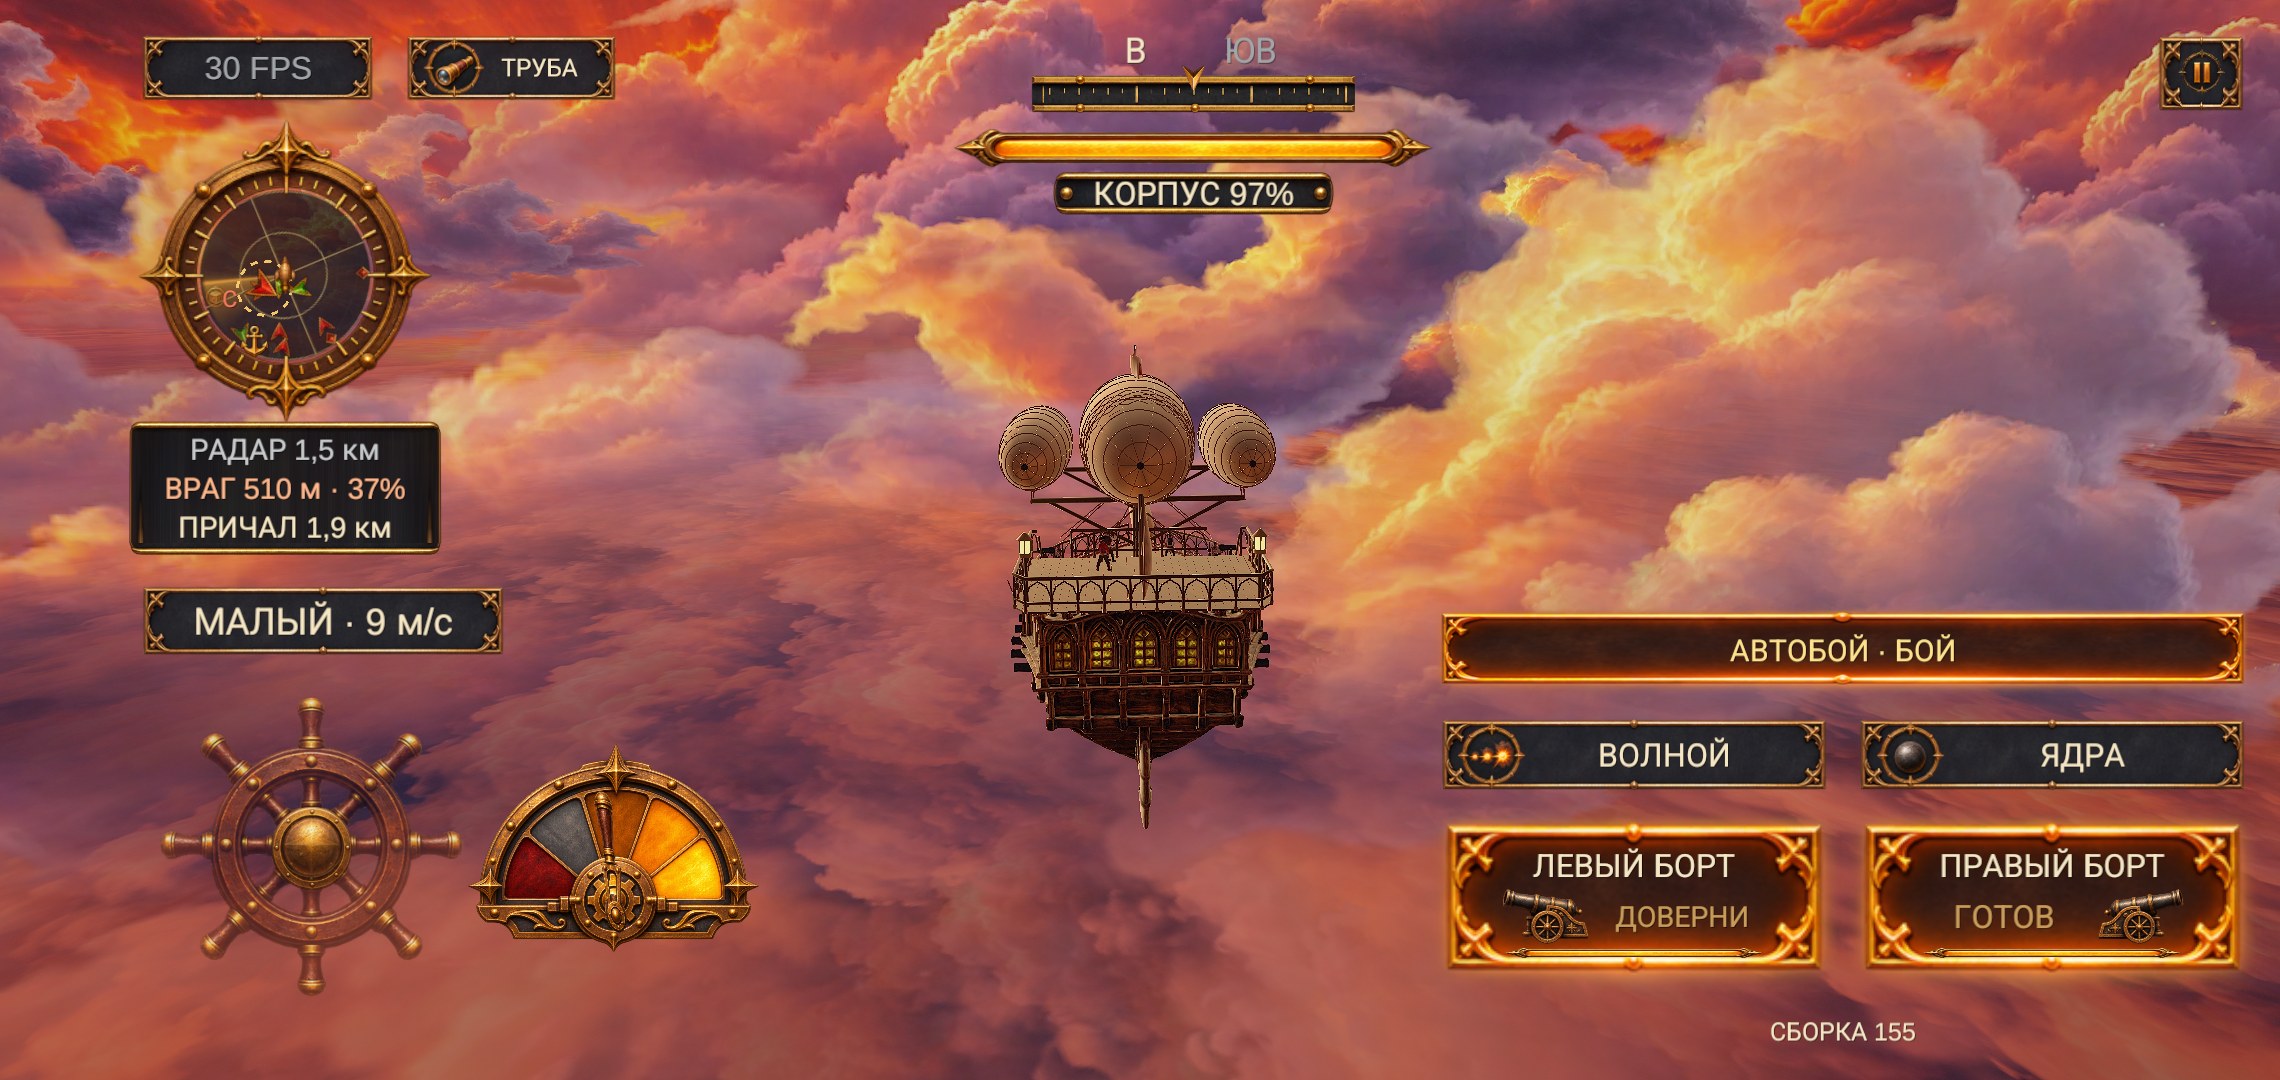 30 FPS
ТРУБА
В
ЮВ
КОРПУС 97%
С
РАДАР 1,5 км
ВРАГ 510 м · 37%
ПРИЧАЛ 1,9 км
МАЛЫЙ · 9 м/с
АВТОБОЙ · БОЙ
ВОЛНОЙ
ЯДРА
ЛЕВЫЙ БОРТ
ДОВЕРНИ
ПРАВЫЙ БОРТ
ГОТОВ
СБОРКА 155